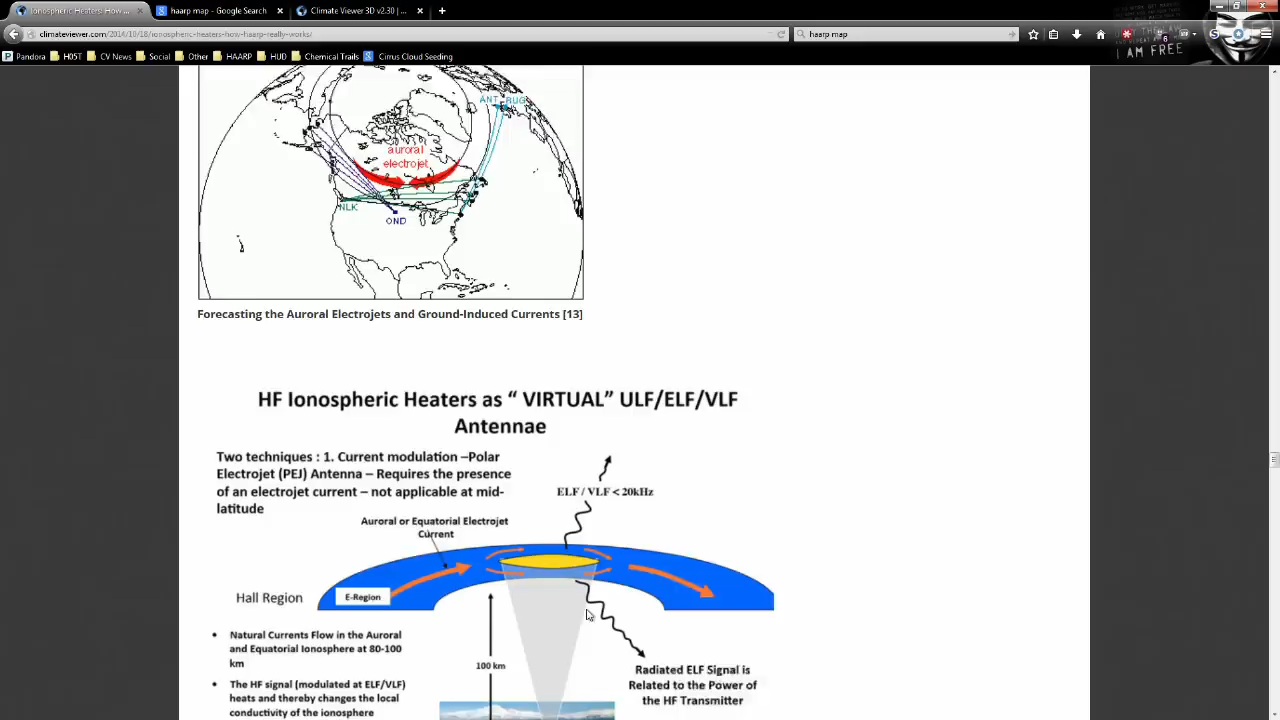 Ionospheric Heaters: How...
haarp map - Google Search
Climate Viewer 3D v2.30 | ...
climateviewer.com/2014/10/18/ionospheric-heaters-how-haarp-really-works/
haarp map
I AM FREE
Pandora
H05T
CV News
Social
Other
HAARP
HUD
Chemical Trails
Cirrus Cloud Seeding
ANT RUG
auroral
electrojet
NLK
OND
Forecasting the Auroral Electrojets and Ground-Induced Currents [13]
HF Ionospheric Heaters as “ VIRTUAL” ULF/ELF/VLF
Antennae
Two techniques : 1. Current modulation –Polar
Electrojet (PEJ) Antenna – Requires the presence
of an electrojet current – not applicable at mid-
latitude
ELF / VLF < 20kHz
Auroral or Equatorial Electrojet
Current
Hall Region
E-Region
• Natural Currents Flow in the Auroral
and Equatorial Ionosphere at 80-100
km
100 km
Radiated ELF Signal is
Related to the Power of
the HF Transmitter
• The HF signal (modulated at ELF/VLF)
heats and thereby changes the local
conductivity of the ionosphere